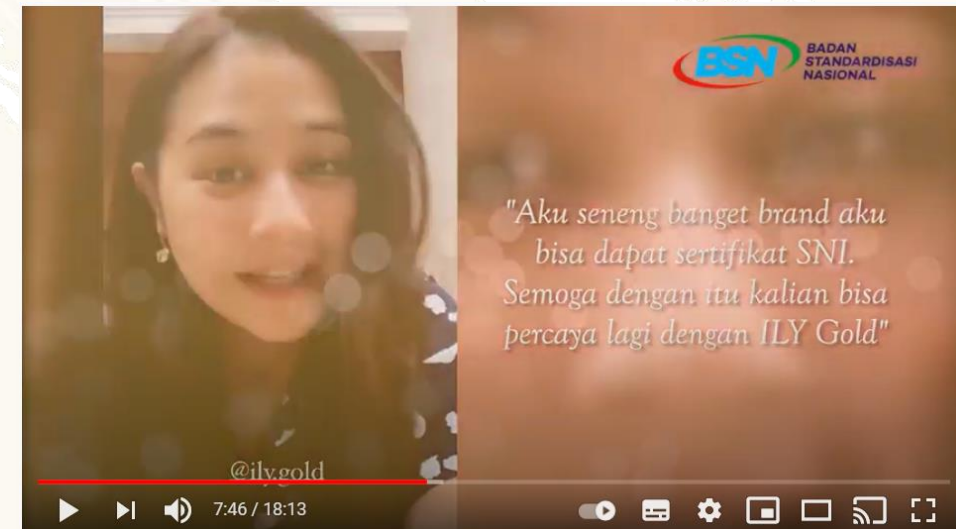 BSN
BADAN
STANDARDISASI
NASIONAL
"Aku seneng banget brand aku
bisa dapat sertifikat SNI.
Semoga dengan itu kalian bisa
percaya lagi dengan ILY Gold"
@ily.gold
7:46 / 18:13